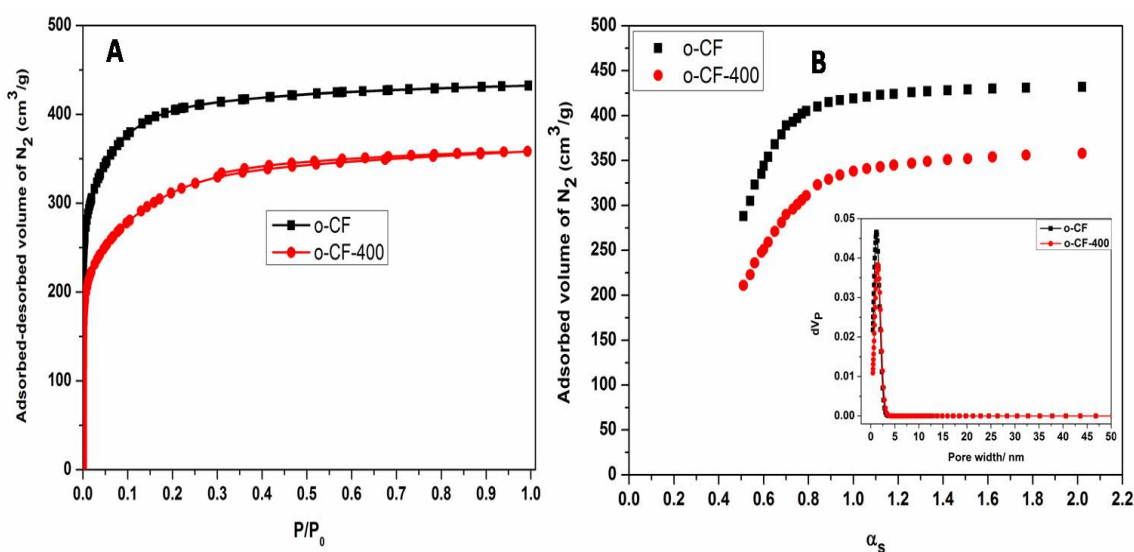 A
Adsorbed-desorbed volume of N2 (cm3/g)
500
400
300
200
100
0
o-CF
o-CF-400
0.0 0.1 0.2 0.3 0.4 0.5 0.6 0.7 0.8 0.9 1.0
P/P0
B
o-CF
o-CF-400
Adsorbed volume of N2 (cm3/g)
500
450
400
350
300
250
200
150
100
50
0
0.0 0.2 0.4 0.6 0.8 1.0 1.2 1.4 1.6 1.8 2.0 2.2
αs
o-CF
o-CF-400
dVP
0.05
0.04
0.03
0.02
0.01
0.00
0 5 10 15 20 25 30 35 40 45 50
Pore width/ nm